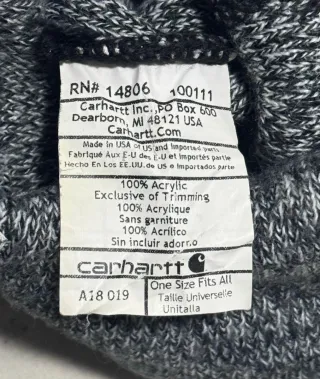 RN# 14806 100111
Carhartt Inc.,PO Box 600
Dearborn, MI 48121 USA
Carhartt.Com
Made in USA of US and Imported parts
Fabriqué Aux E-U des E-U et importés partie
Hecho En Los EE.UU. de US o Importados parte
100% Acrylic
Exclusive of Trimming
100% Acrylique
Sans garniture
100% Acrílico
Sin incluir adorno
carhartt
A18 019
One Size Fits All
Taille Universelle
Unitalla